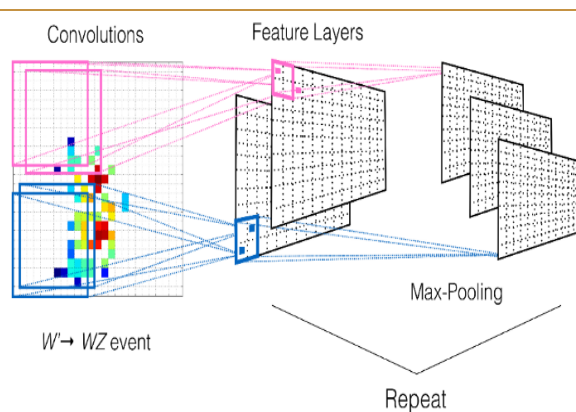 Convolutions
Feature Layers
Max-Pooling
W'→ WZ event
Repeat